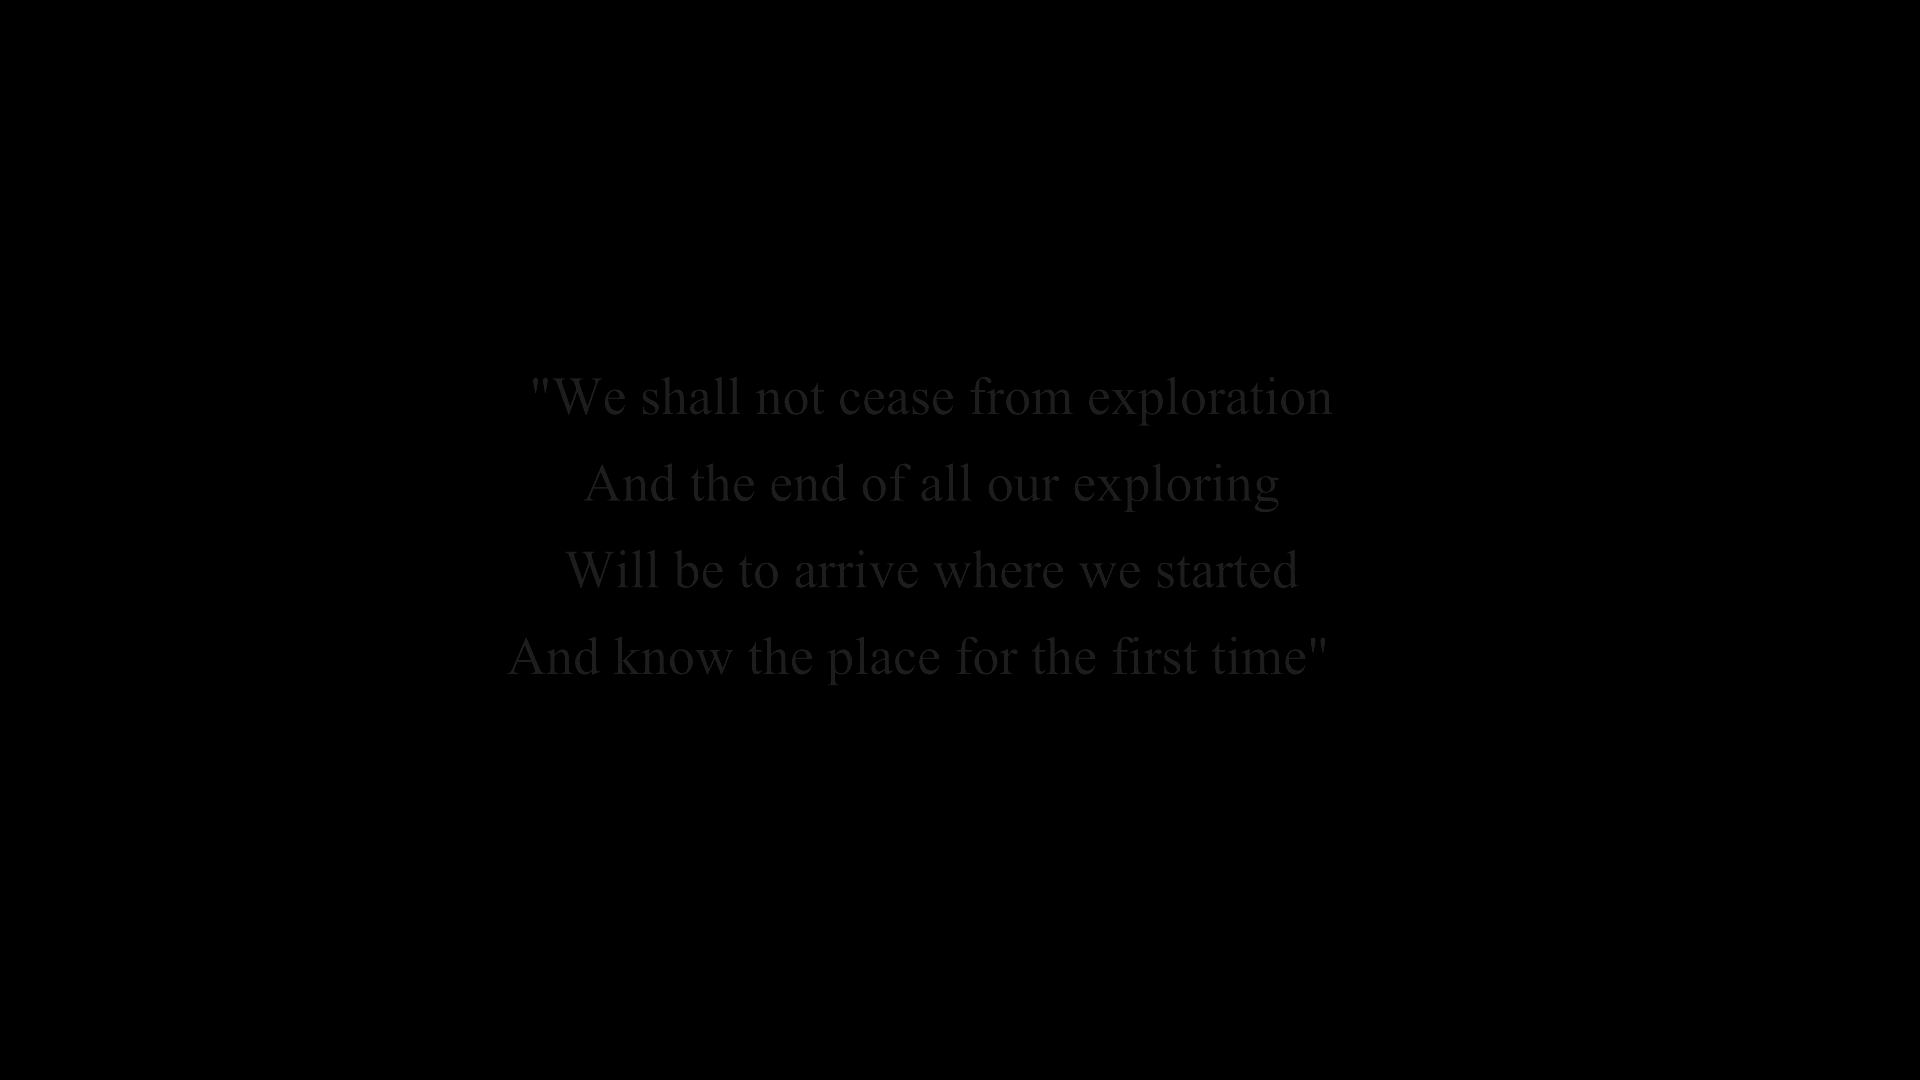 "We shall not cease from exploration
And the end of all our exploring
Will be to arrive where we started
And know the place for the first time"